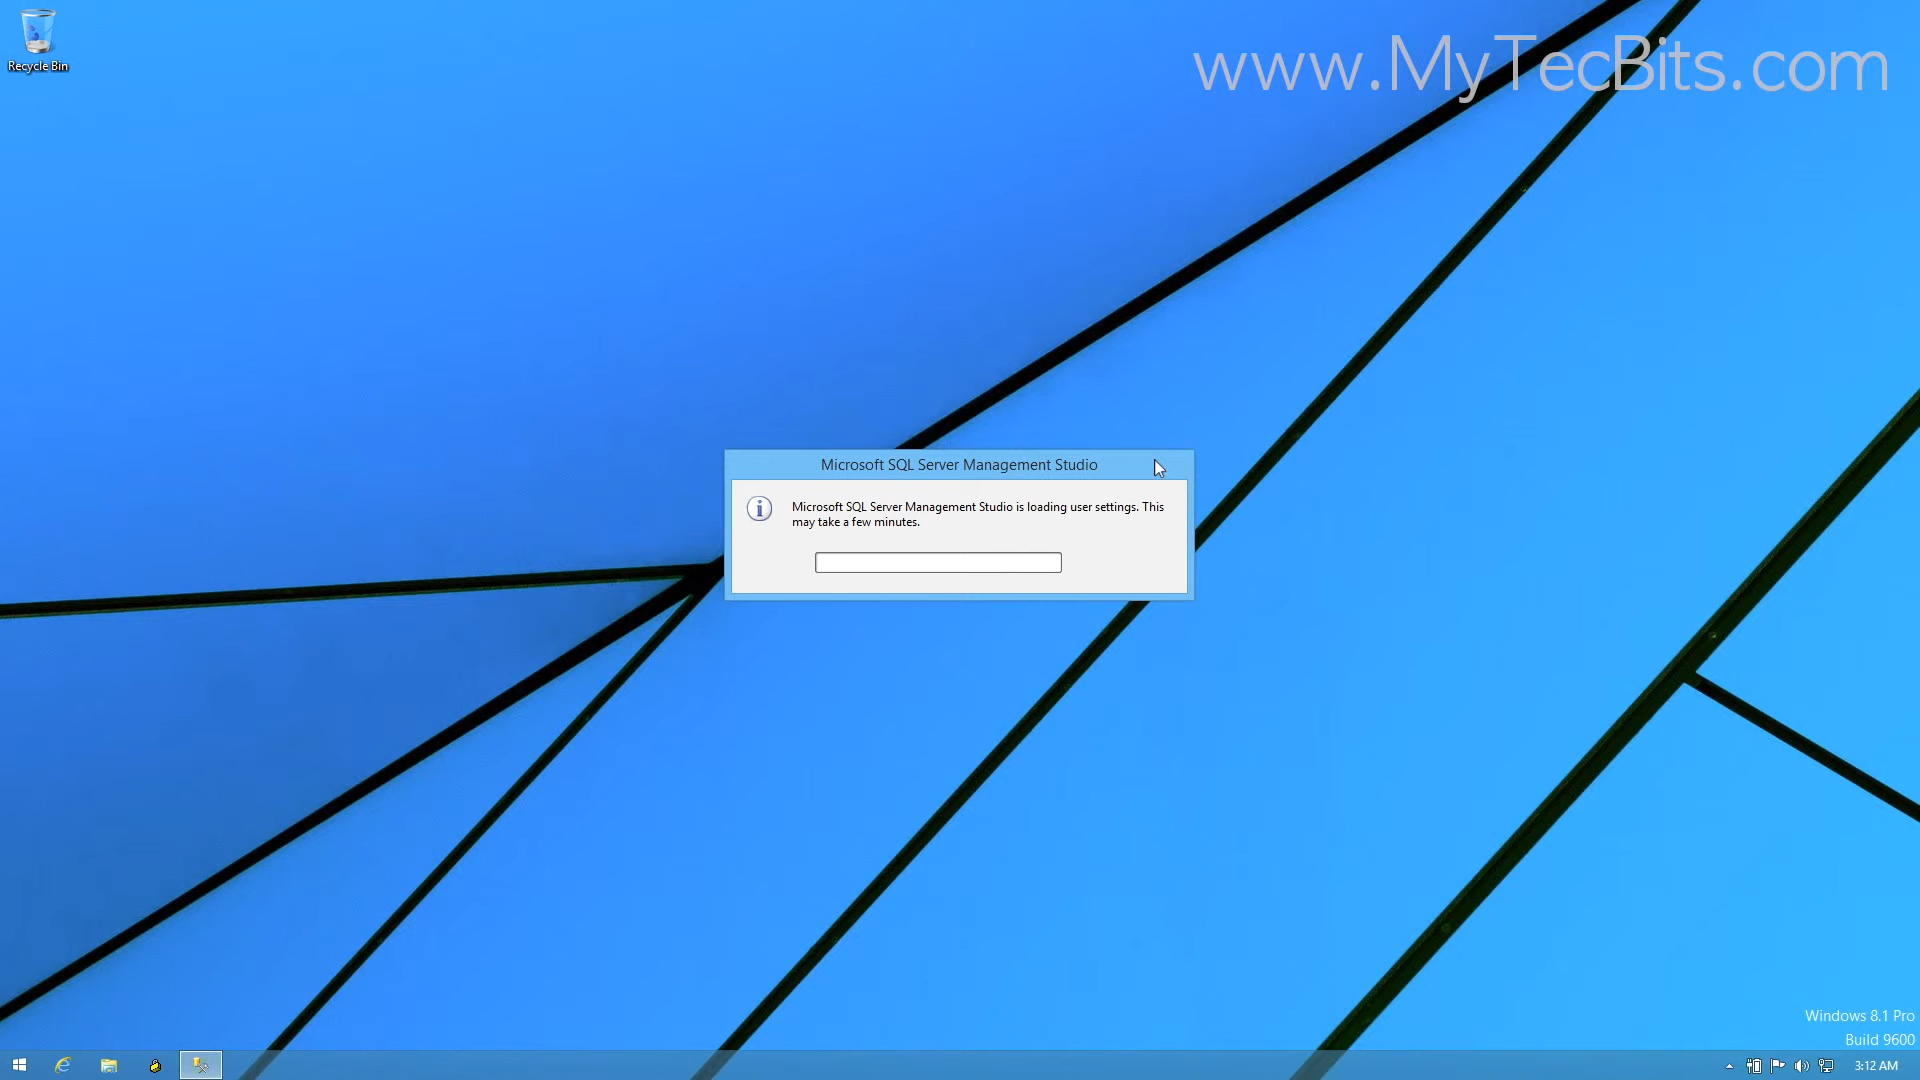 Recycle Bin
www.MyTecBits.com
Microsoft SQL Server Management Studio
Microsoft SQL Server Management Studio is loading user settings. This
may take a few minutes.
Windows 8.1 Pro
Build 9600
3:12 AM